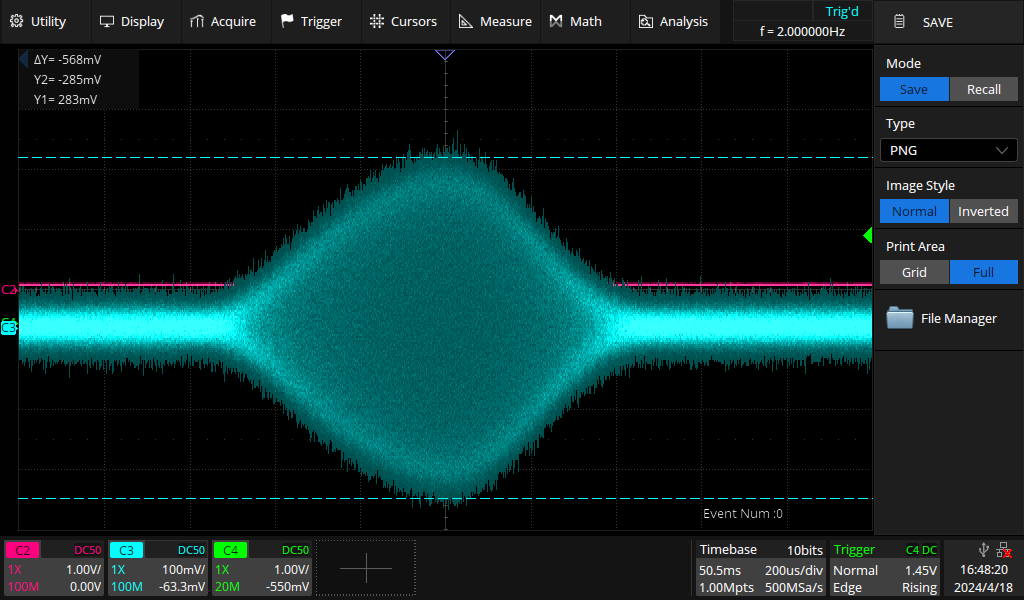 Utility Display Acquire Trigger Cursors Measure Math Analysis Trig'd SAVE
f = 2.000000Hz
ΔY= -568mV
Y2= -285mV
Y1= 283mV
Mode
Save Recall
Type
PNG
Image Style
Normal Inverted
Print Area
Grid Full
File Manager
C2
C3
Event Num :0
C2 DC50 C3 DC50 C4 DC50 Timebase 10bits Trigger C4 DC
1X 1.00V/ 1X 100mV/ 1X 1.00V/ 50.5ms 200us/div Normal 1.45V 16:48:20
100M 0.00V 100M -63.3mV 20M -550mV 1.00Mpts 500MSa/s Edge Rising 2024/4/18